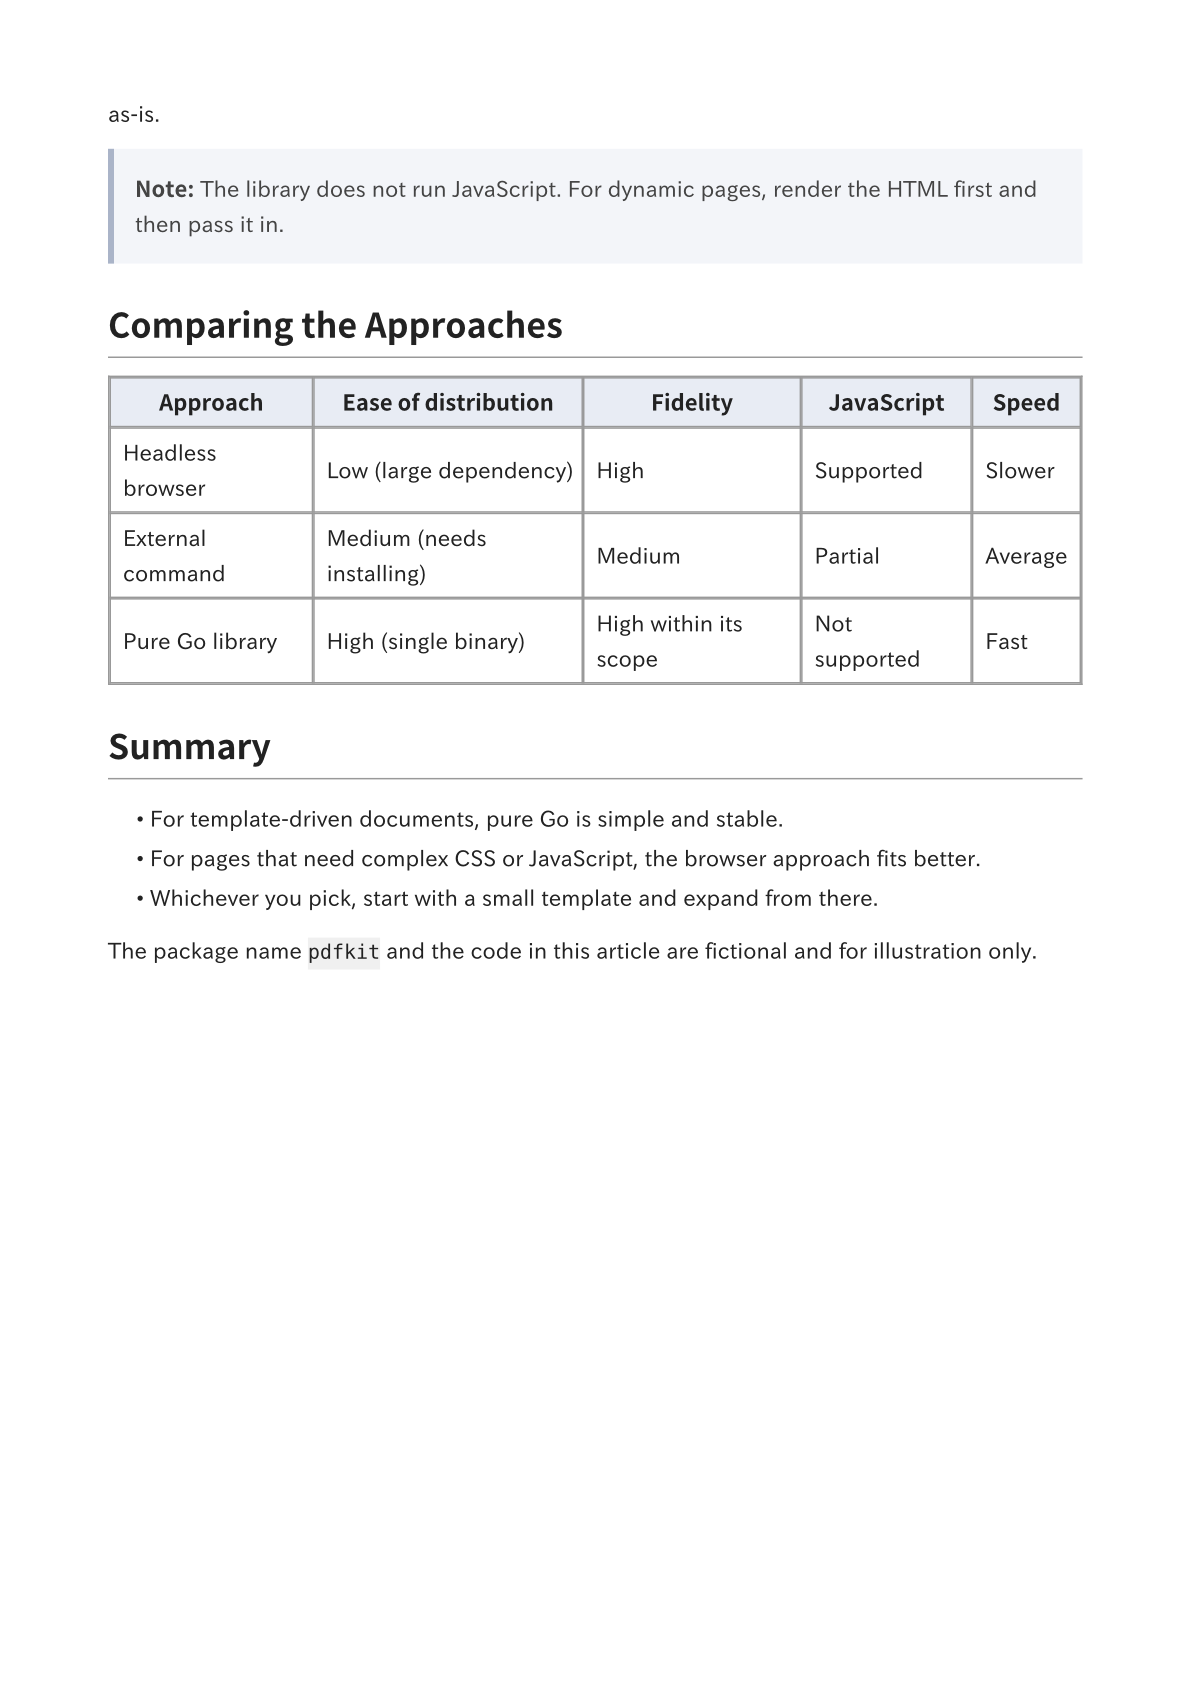 as-is.
Note: The library does not run JavaScript. For dynamic pages, render the HTML first and
then pass it in.
Comparing the Approaches
Approach Ease of distribution Fidelity JavaScript Speed
Headless
browser
Low (large dependency) High Supported Slower
External
command
Medium (needs
installing)
Medium Partial Average
Pure Go library High (single binary)
High within its
scope
Not
supported
Fast
Summary
• For template-driven documents, pure Go is simple and stable.
• For pages that need complex CSS or JavaScript, the browser approach fits better.
• Whichever you pick, start with a small template and expand from there.
The package name pdfkit and the code in this article are fictional and for illustration only.